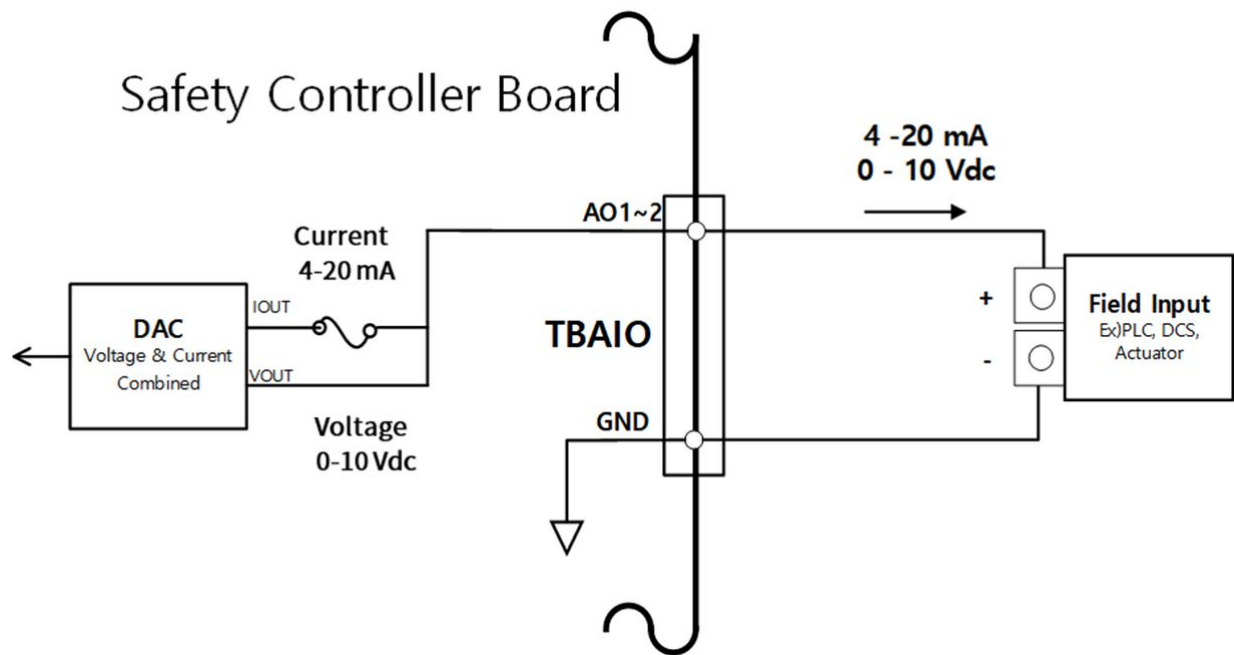 Safety Controller Board
4 -20 mA
0 - 10 Vdc
AO1~2
Current
4-20 mA
IOUT
DAC
Voltage & Current
Combined
VOUT
Voltage
0-10 Vdc
TBAIO
GND
+
-
Field Input
Ex)PLC, DCS,
Actuator